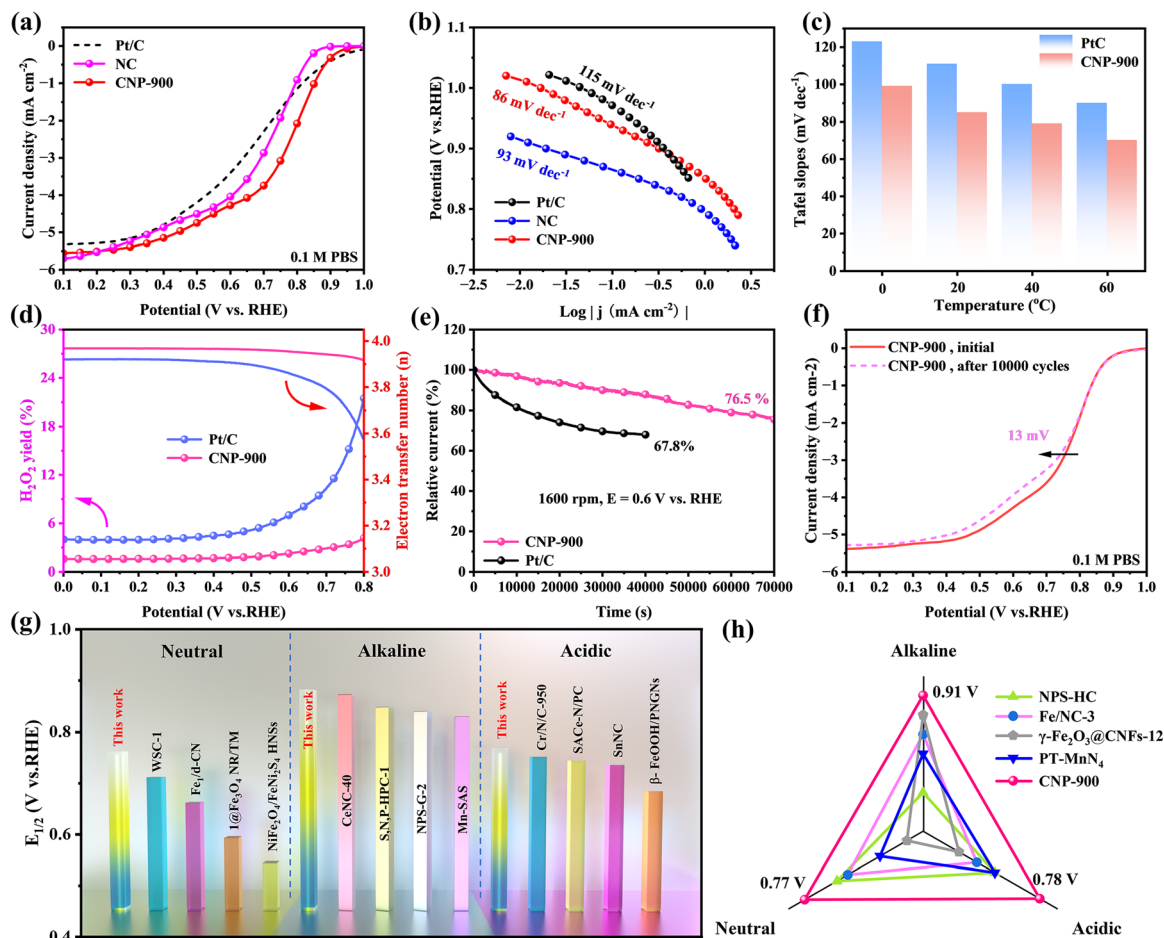 (a)
Pt/C
NC
CNP-900
0.1 M PBS
Current density (mA cm⁻²)
0
−1
−2
−3
−4
−5
−6
0.1 0.2 0.3 0.4 0.5 0.6 0.7 0.8 0.9 1.0
Potential (V vs. RHE)
(b)
115 mV dec⁻¹
86 mV dec⁻¹
93 mV dec⁻¹
Pt/C
NC
CNP-900
Potential (V vs.RHE)
1.1
1.0
0.9
0.8
0.7
−2.5 −2.0 −1.5 −1.0 −0.5 0.0 0.5
Log | j (mA cm⁻²) |
(c)
PtC
CNP-900
Tafel slopes (mV dec⁻¹)
120
100
80
60
40
20
0
0 20 40 60
Temperature (°C)
(d)
H₂O₂ yield (%)
30
24
18
12
6
0
Pt/C
CNP-900
Electron transfer number (n)
4.0
3.9
3.8
3.7
3.6
3.5
3.4
3.3
3.2
3.1
3.0
0.0 0.1 0.2 0.3 0.4 0.5 0.6 0.7 0.8
Potential (V vs.RHE)
(e)
Relative current (%)
120
100
80
60
40
20
0
76.5 %
67.8%
1600 rpm, E = 0.6 V vs. RHE
CNP-900
Pt/C
0 10000 20000 30000 40000 50000 60000 70000
Time (s)
(f)
CNP-900 , initial
CNP-900 , after 10000 cycles
13 mV
0.1 M PBS
Current density (mA cm-2)
0
−1
−2
−3
−4
−5
−6
0.1 0.2 0.3 0.4 0.5 0.6 0.7 0.8 0.9 1.0
Potential (V vs.RHE)
(g)
E₁/₂ (V vs.RHE)
1.0
0.8
0.6
0.4
Neutral
Alkaline
Acidic
This work
WSC-1
Fe₁/d-CN
1@Fe₃O₄ NR/TM
NiFe₂O₄/FeNi₂S₄ HNSs
This work
CeNC-40
S,N,P-HPC-1
NPS-G-2
Mn-SAS
This work
Cr/N/C-950
SACe-N/PC
SnNC
β- FeOOH/PNGNs
(h)
Alkaline
0.91 V
NPS-HC
Fe/NC-3
γ-Fe₂O₃@CNFs-12
PT-MnN₄
CNP-900
0.77 V
0.78 V
Neutral
Acidic